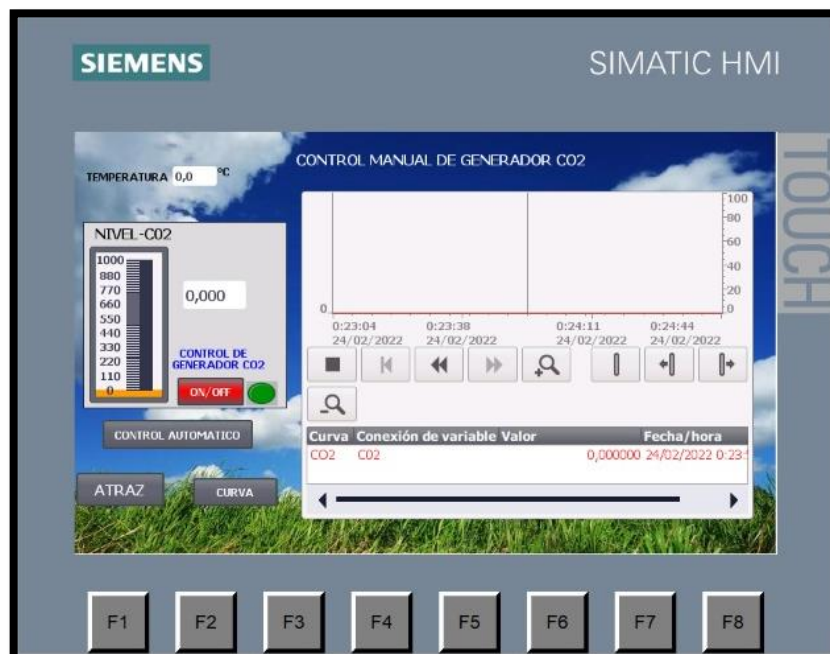 SIEMENS
SIMATIC HMI
TOUCH
TEMPERATURA 0,0 ºC
CONTROL MANUAL DE GENERADOR CO2
NIVEL-C02
1000
880
770
660
550
440
330
220
110
0
0,000
CONTROL DE
GENERADOR CO2
ON/OFF
CONTROL AUTOMATICO
ATRAZ
CURVA
100
80
60
40
20
0
0
0:23:04 0:23:38 0:24:11 0:24:44
24/02/2022 24/02/2022 24/02/2022 24/02/2022
Curva Conexión de variable Valor Fecha/hora
CO2 C02 0,000000 24/02/2022 0:23:
F1 F2 F3 F4 F5 F6 F7 F8